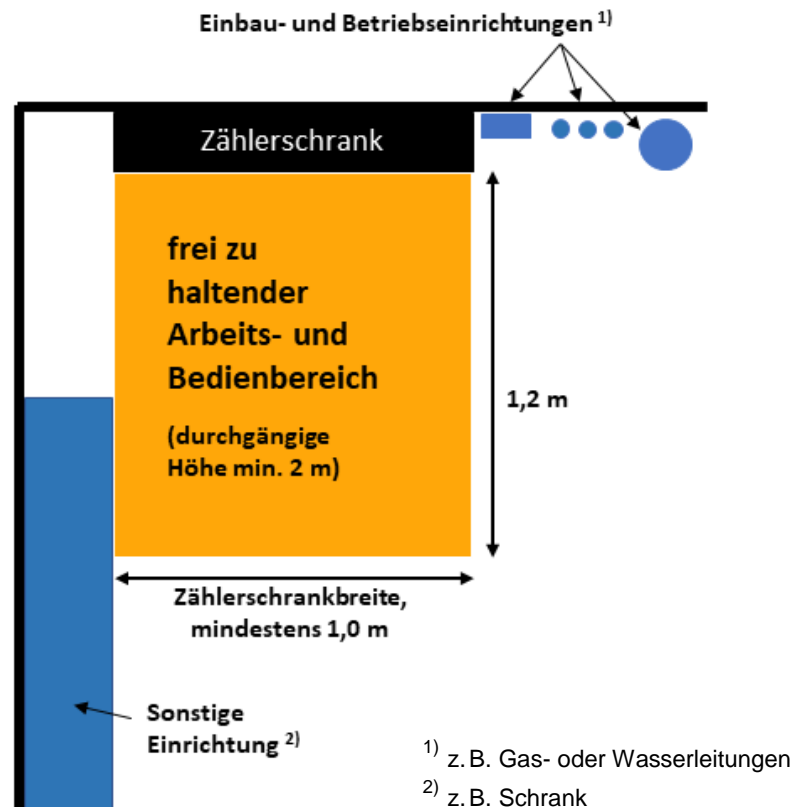 Einbau- und Betriebseinrichtungen 1)
Zählerschrank
frei zu
haltender
Arbeits- und
Bedienbereich
(durchgängige
Höhe min. 2 m)
1,2 m
Zählerschrankbreite,
mindestens 1,0 m
Sonstige
Einrichtung 2)
1) z.B. Gas- oder Wasserleitungen
2) z.B. Schrank